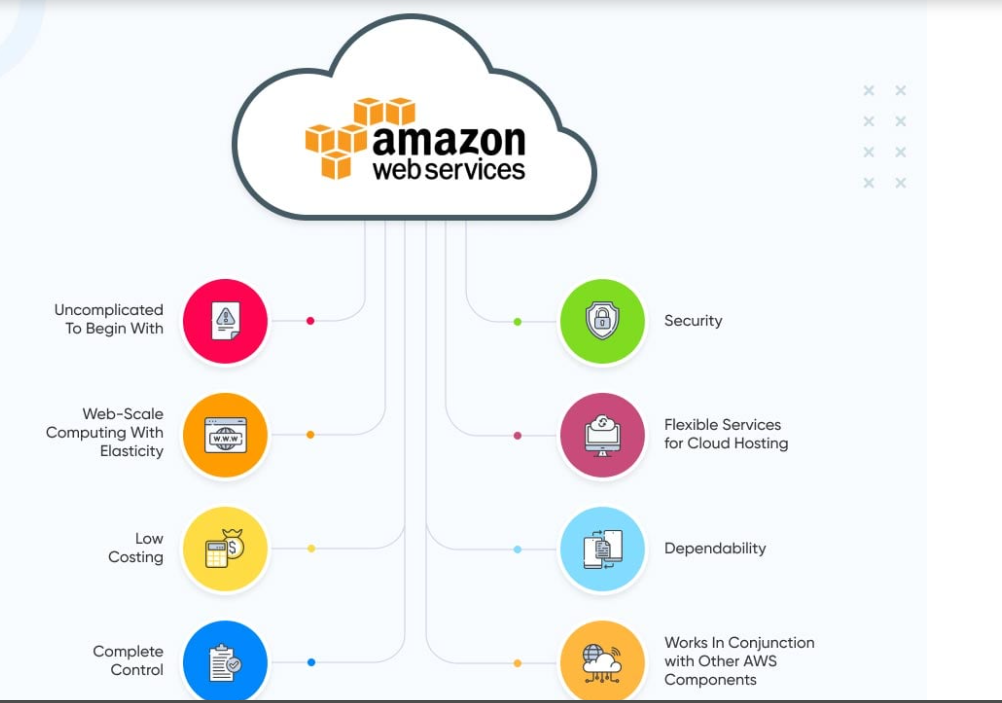 amazon
web services
Uncomplicated
To Begin With
Security
Web-Scale
Computing With
Elasticity
www
Flexible Services
for Cloud Hosting
Low
Costing
$
Dependability
Complete
Control
Works In Conjunction
with Other AWS
Components